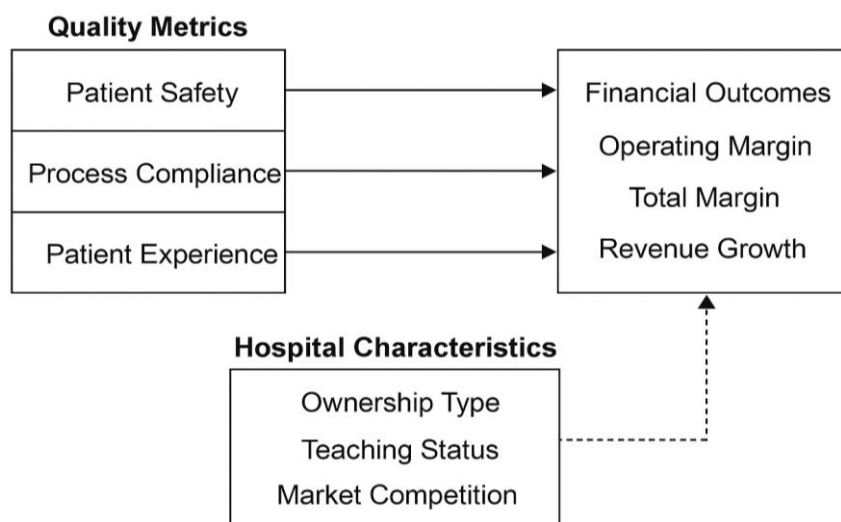 Quality Metrics
Patient Safety
Process Compliance
Patient Experience
Financial Outcomes
Operating Margin
Total Margin
Revenue Growth
Hospital Characteristics
Ownership Type
Teaching Status
Market Competition